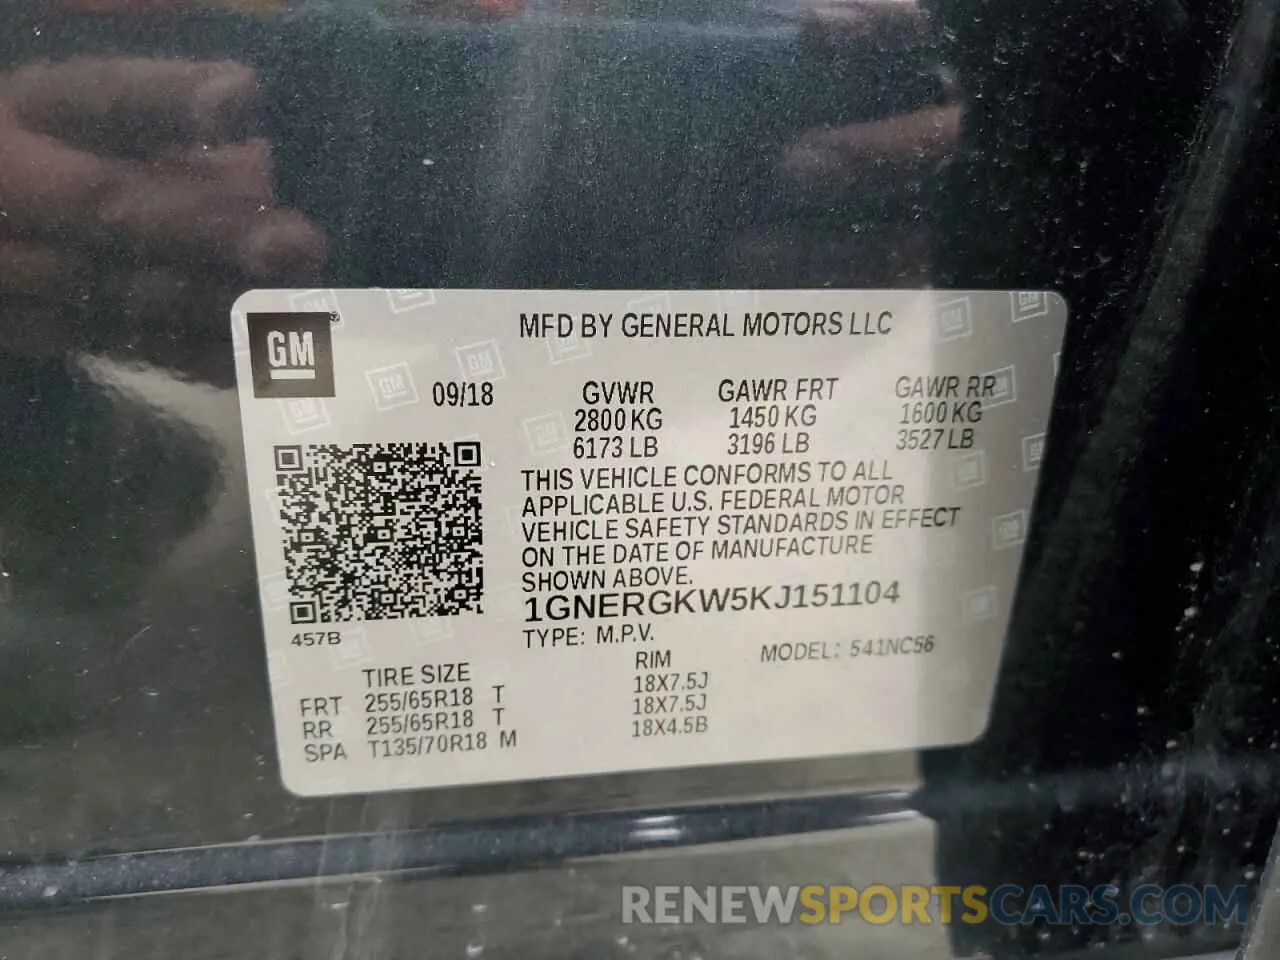 GM
MFD BY GENERAL MOTORS LLC
09/18 GVWR GAWR FRT GAWR RR
2800 KG 1450 KG 1600 KG
6173 LB 3196 LB 3527 LB
THIS VEHICLE CONFORMS TO ALL
APPLICABLE U.S. FEDERAL MOTOR
VEHICLE SAFETY STANDARDS IN EFFECT
ON THE DATE OF MANUFACTURE
SHOWN ABOVE.
1GNERGKW5KJ151104
457B
TYPE: M.P.V. MODEL: 541NC56
TIRE SIZE RIM
FRT 255/65R18 T 18X7.5J
RR 255/65R18 T 18X7.5J
SPA T135/70R18 M 18X4.5B
RENEWSPORTSCARS.COM